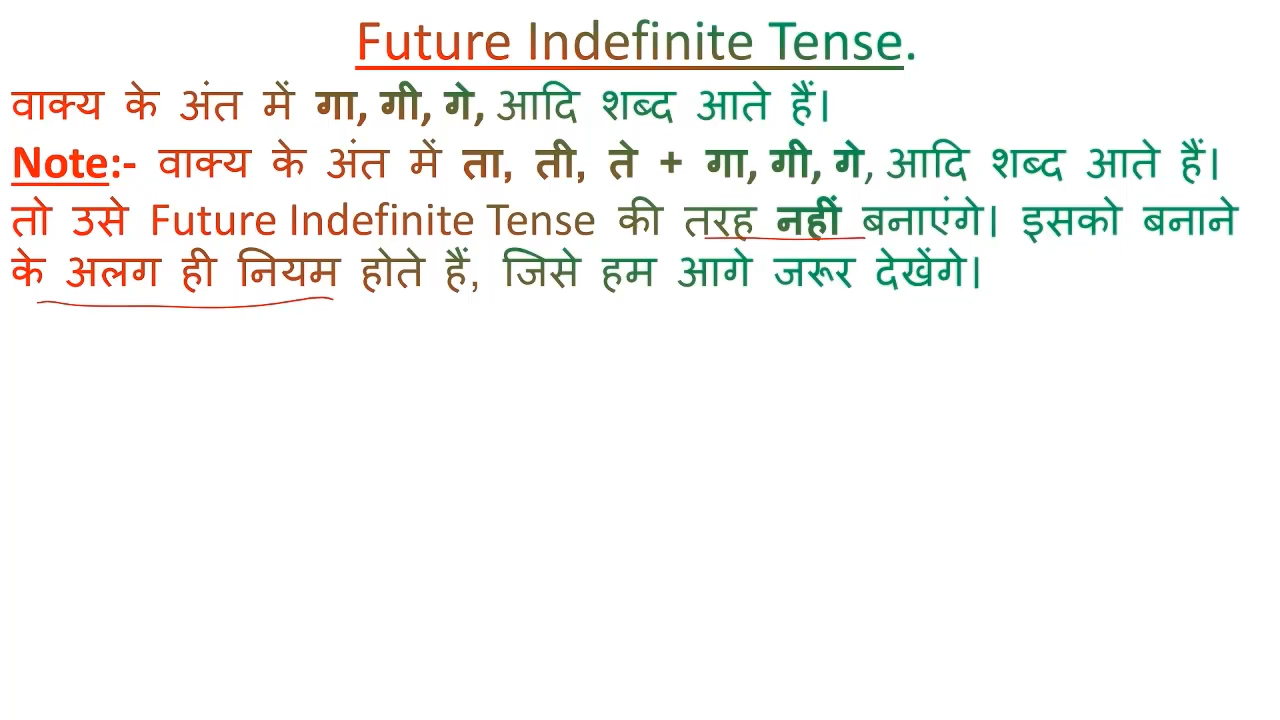 Future Indefinite Tense.
वाक्य के अंत में गा, गी, गे, आदि शब्द आते हैं।
Note:- वाक्य के अंत में ता, ती, ते + गा, गी, गे, आदि शब्द आते हैं।
तो उसे Future Indefinite Tense की तरह नहीं बनाएंगे। इसको बनाने
के अलग ही नियम होते हैं, जिसे हम आगे जरूर देखेंगे।